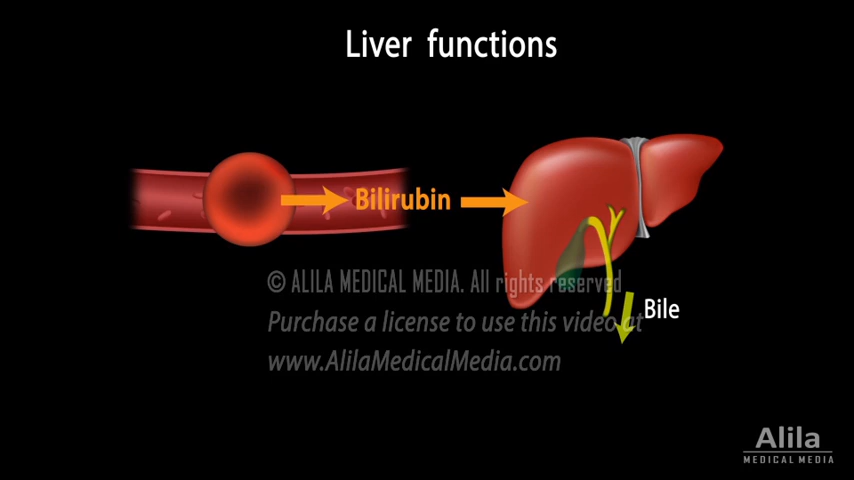 Liver functions
Bilirubin
© ALILA MEDICAL MEDIA. All rights reserved
Bile
Purchase a license to use this video at
www.AlilaMedicalMedia.com
Alila
MEDICAL MEDIA